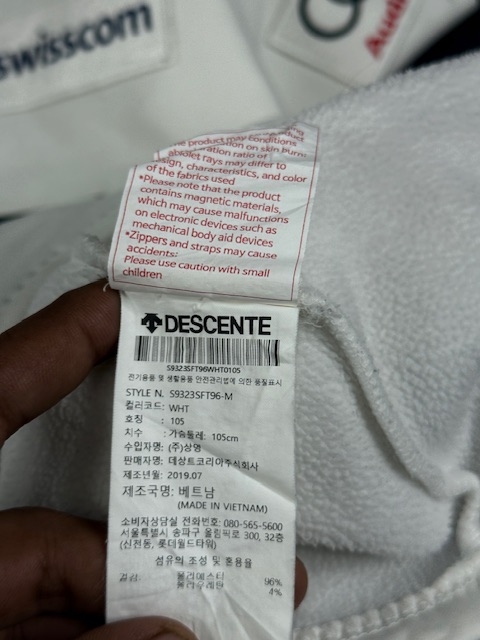 swisscom
Audi
product may conditions
on skin burn:
absolet rays may differ to
design, characteristics, and color
of the fabrics used
*Please note that the product
contains magnetic materials,
which may cause malfunctions
on electronic devices such as
mechanical body aid devices
*Zippers and straps may cause
accidents:
Please use caution with small
children
DESCENTE
S9323SFT96WHT0105
전기용품 및 생활용품 안전관리법에 의한 품질표시
STYLE N. S9323SFT96-M
컬러코드: WHT
호칭 : 105
치수 : 가슴둘레: 105cm
수입자명: (주)상영
판매자명: 데상트코리아주식회사
제조년월: 2019.07
제조국명: 베트남
(MADE IN VIETNAM)
소비자상담실 전화번호: 080-565-5600
서울특별시 송파구 올림픽로 300, 32층
(신전동, 롯데월드타워)
섬유의 조성 및 혼용율
겉감: 폴리에스터 96%
폴리우레탄 4%